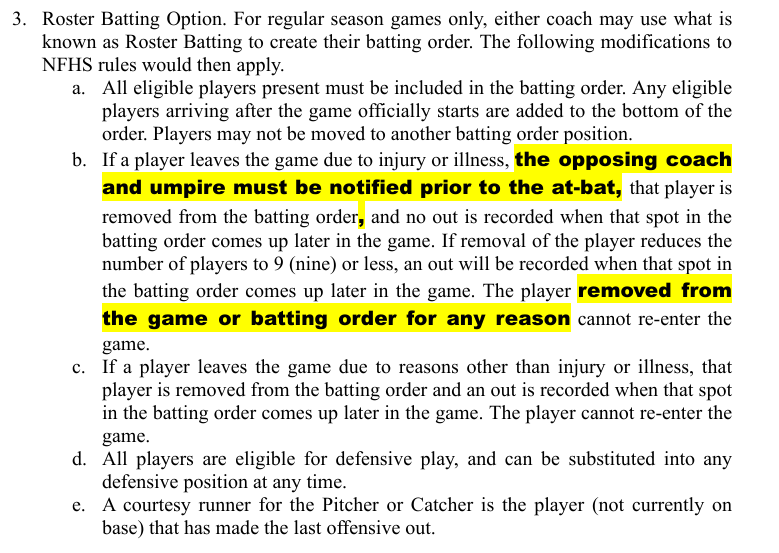 3. Roster Batting Option. For regular season games only, either coach may use what is
known as Roster Batting to create their batting order. The following modifications to
NFHS rules would then apply.
a. All eligible players present must be included in the batting order. Any eligible
players arriving after the game officially starts are added to the bottom of the
order. Players may not be moved to another batting order position.
b. If a player leaves the game due to injury or illness, the opposing coach
and umpire must be notified prior to the at-bat, that player is
removed from the batting order, and no out is recorded when that spot in the
batting order comes up later in the game. If removal of the player reduces the
number of players to 9 (nine) or less, an out will be recorded when that spot in
the batting order comes up later in the game. The player removed from
the game or batting order for any reason cannot re-enter the
game.
c. If a player leaves the game due to reasons other than injury or illness, that
player is removed from the batting order and an out is recorded when that spot
in the batting order comes up later in the game. The player cannot re-enter the
game.
d. All players are eligible for defensive play, and can be substituted into any
defensive position at any time.
e. A courtesy runner for the Pitcher or Catcher is the player (not currently on
base) that has made the last offensive out.